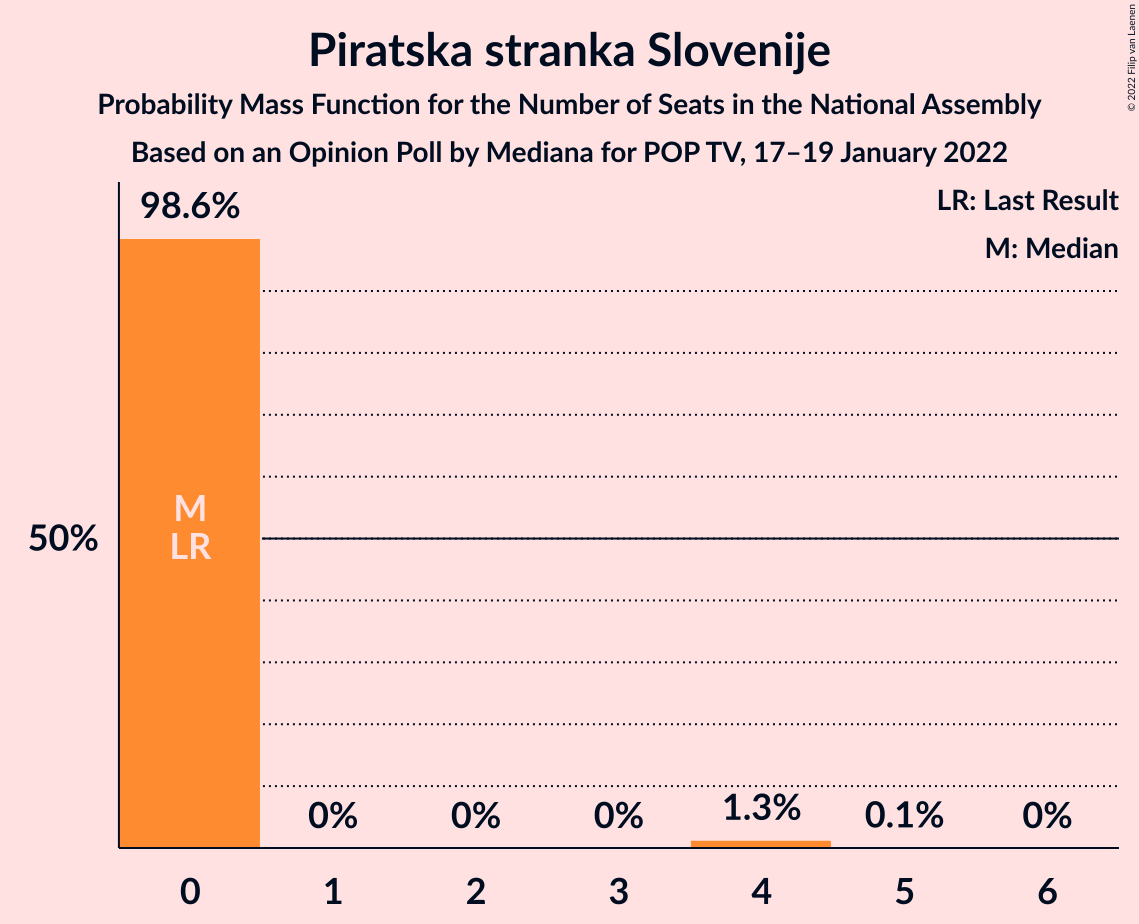 Piratska stranka Slovenije
Probability Mass Function for the Number of Seats in the National Assembly
Based on an Opinion Poll by Mediana for POP TV, 17–19 January 2022
© 2022 Filip van Laenen
LR: Last Result
M: Median
98.6%
M
LR
50%
0% 0% 0% 1.3% 0.1% 0%
0 1 2 3 4 5 6